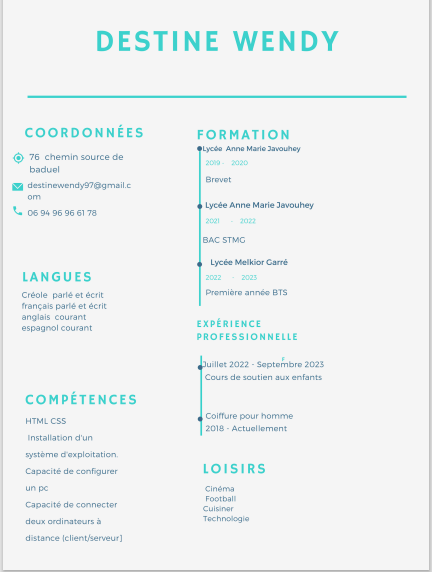 DESTINE WENDY
COORDONNÉES
76 chemin source de
baduel
destinewendy97@gmail.c
om
06 94 96 96 61 78
LANGUES
Créole parlé et écrit
français parlé et écrit
anglais courant
espagnol courant
COMPÉTENCES
HTML CSS
Installation d'un
système d'exploitation.
Capacité de configurer
un pc
Capacité de connecter
deux ordinateurs à
distance (client/serveur]
FORMATION
Lycée Anne Marie Javouhey
2019 - 2020
Brevet
Lycée Anne Marie Javouhey
2021 - 2022
BAC STMG
Lycée Melkior Garré
2022 - 2023
Première année BTS
EXPÉRIENCE
PROFESSIONNELLE
Juillet 2022 - Septembre 2023
Cours de soutien aux enfants
Coiffure pour homme
2018 - Actuellement
LOISIRS
Cinéma
Football
Cuisiner
Technologie